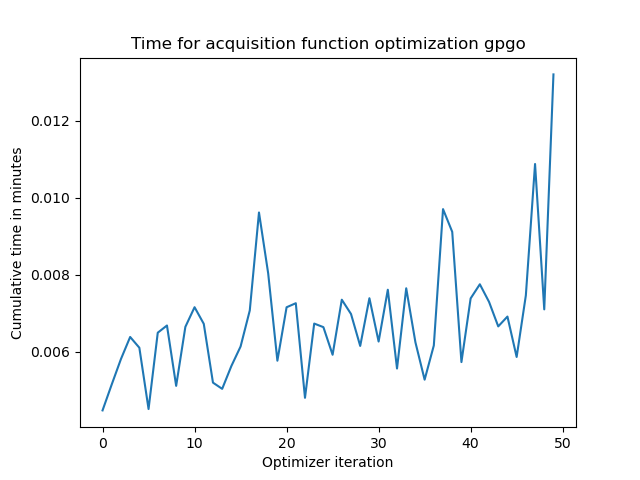 Time for acquisition function optimization gpgo
Cumulative time in minutes
0.012
0.010
0.008
0.006
0 10 20 30 40 50
Optimizer iteration